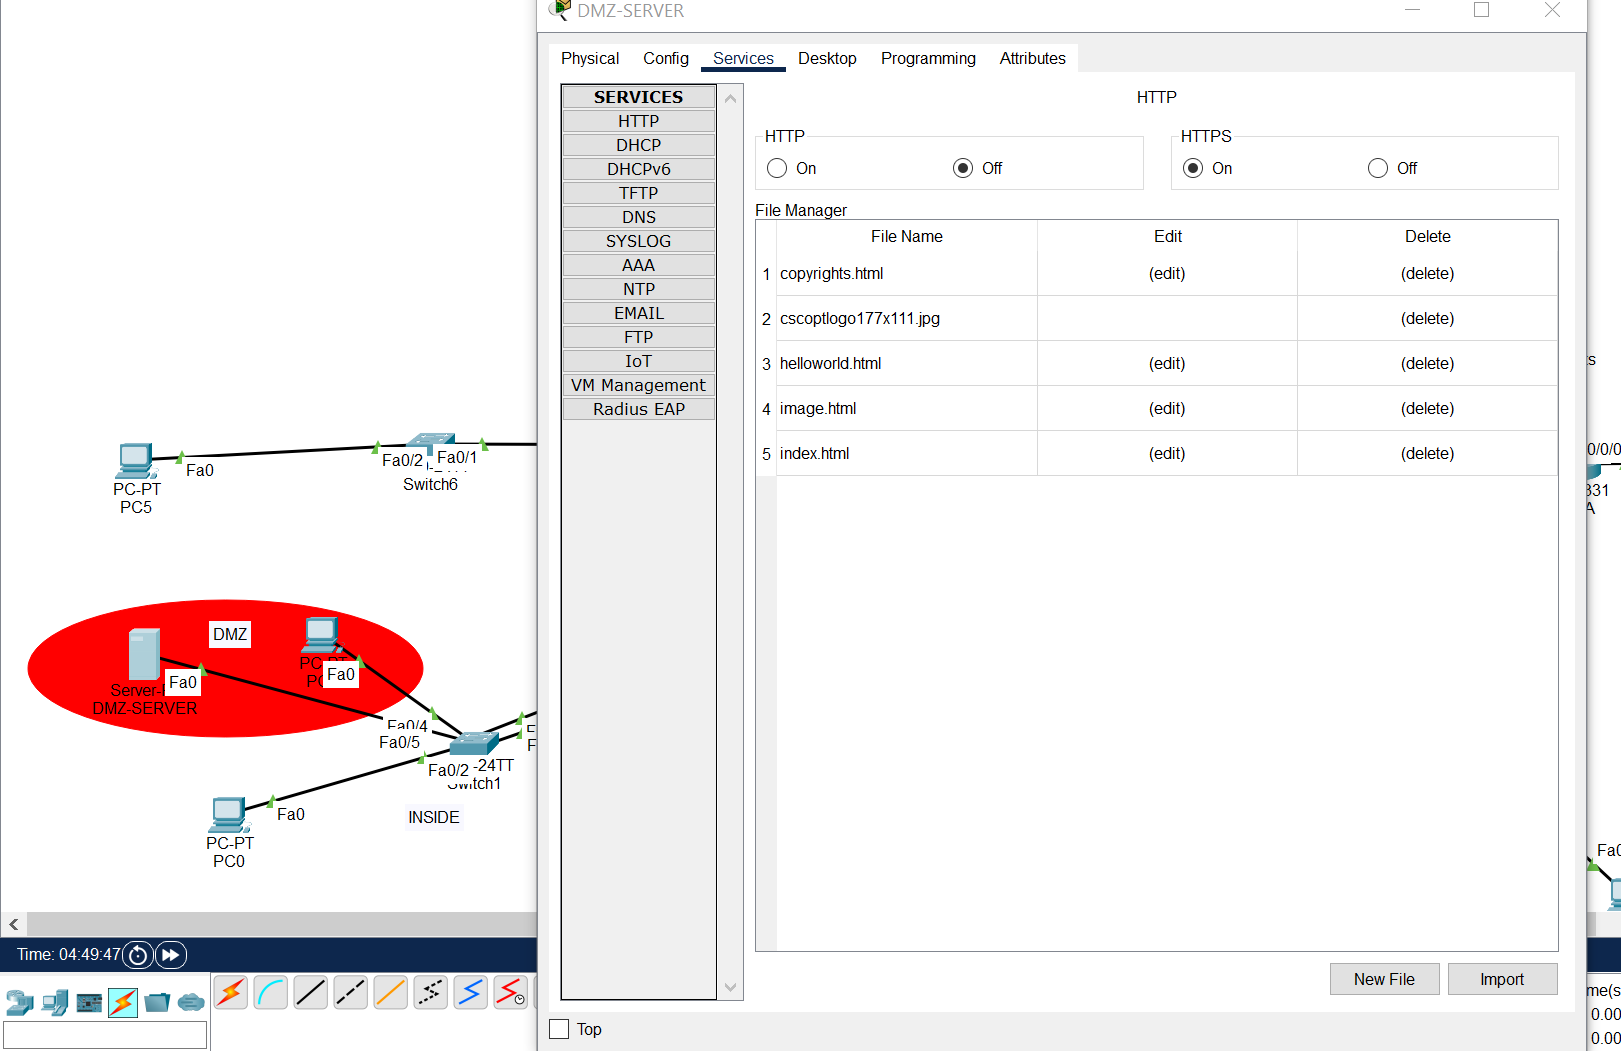 DMZ-SERVER
Physical Config Services Desktop Programming Attributes
SERVICES
HTTP
DHCP
DHCPv6
TFTP
DNS
SYSLOG
AAA
NTP
EMAIL
FTP
IoT
VM Management
Radius EAP
HTTP
HTTP
On Off
HTTPS
On Off
File Manager
File Name Edit Delete
1 copyrights.html (edit) (delete)
2 cscoptlogo177x111.jpg (delete)
3 helloworld.html (edit) (delete)
4 image.html (edit) (delete)
5 index.html (edit) (delete)
New File Import
Top
Fa0
PC-PT
PC5
Fa0/2
Fa0/1
Switch6
DMZ
Fa0
DMZ-SERVER
Fa0
Fa0/4
Fa0/5
Fa0/2
-24TT
Switch1
Fa0
PC-PT
PC0
INSIDE
Time: 04:49:47
0/0/0
331
A
Fa0
me(s
0.00
0.00